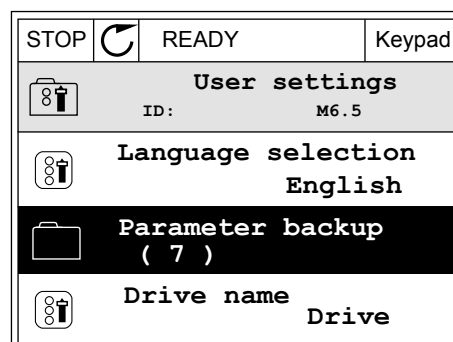 STOP READY Keypad
User settings
ID: M6.5
Language selection
English
Parameter backup
( 7 )
Drive name
Drive